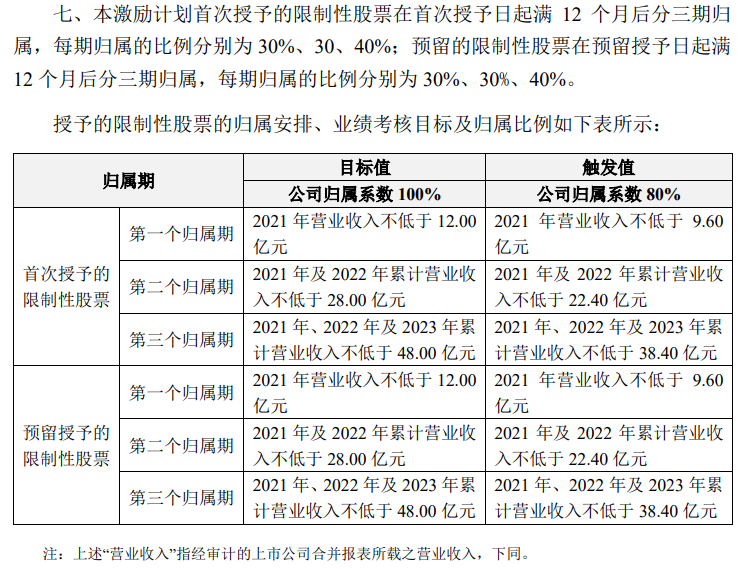 七、本激励计划首次授予的限制性股票在首次授予日起满 12 个月后分三期归
属，每期归属的比例分别为 30%、30、40%；预留的限制性股票在预留授予日起满
12 个月后分三期归属，每期归属的比例分别为 30%、30%、40%。
授予的限制性股票的归属安排、业绩考核目标及归属比例如下表所示：
归属期
目标值
触发值
公司归属系数 100%
公司归属系数 80%
首次授予的
限制性股票
第一个归属期
2021 年营业收入不低于 12.00
亿元
2021 年营业收入不低于 9.60
亿元
第二个归属期
2021 年及 2022 年累计营业收
入不低于 28.00 亿元
2021 年及 2022 年累计营业收
入不低于 22.40 亿元
第三个归属期
2021 年、2022 年及 2023 年累
计营业收入不低于 48.00 亿元
2021 年、2022 年及 2023 年累
计营业收入不低于 38.40 亿元
预留授予的
限制性股票
第一个归属期
2021 年营业收入不低于 12.00
亿元
2021 年营业收入不低于 9.60
亿元
第二个归属期
2021 年及 2022 年累计营业收
入不低于 28.00 亿元
2021 年及 2022 年累计营业收
入不低于 22.40 亿元
第三个归属期
2021 年、2022 年及 2023 年累
计营业收入不低于 48.00 亿元
2021 年、2022 年及 2023 年累
计营业收入不低于 38.40 亿元
注：上述“营业收入”指经审计的上市公司合并报表所载之营业收入，下同。